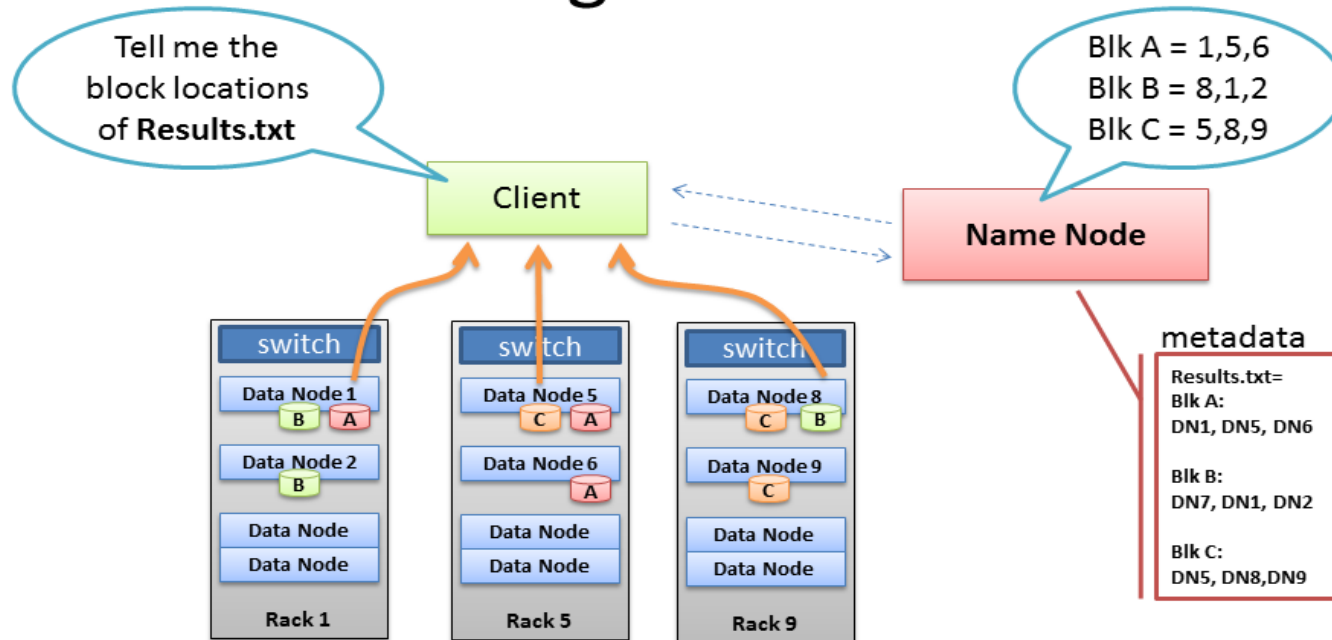 Tell me the
block locations
of Results.txt
Blk A = 1,5,6
Blk B = 8,1,2
Blk C = 5,8,9
Client
Name Node
switch
Data Node 1
B
A
Data Node 2
B
Data Node
Data Node
Rack 1
switch
Data Node 5
C
A
Data Node 6
A
Data Node
Data Node
Rack 5
switch
Data Node 8
C
B
Data Node 9
C
Data Node
Data Node
Rack 9
metadata
Results.txt=
Blk A:
DN1, DN5, DN6
Blk B:
DN7, DN1, DN2
Blk C:
DN5, DN8,DN9